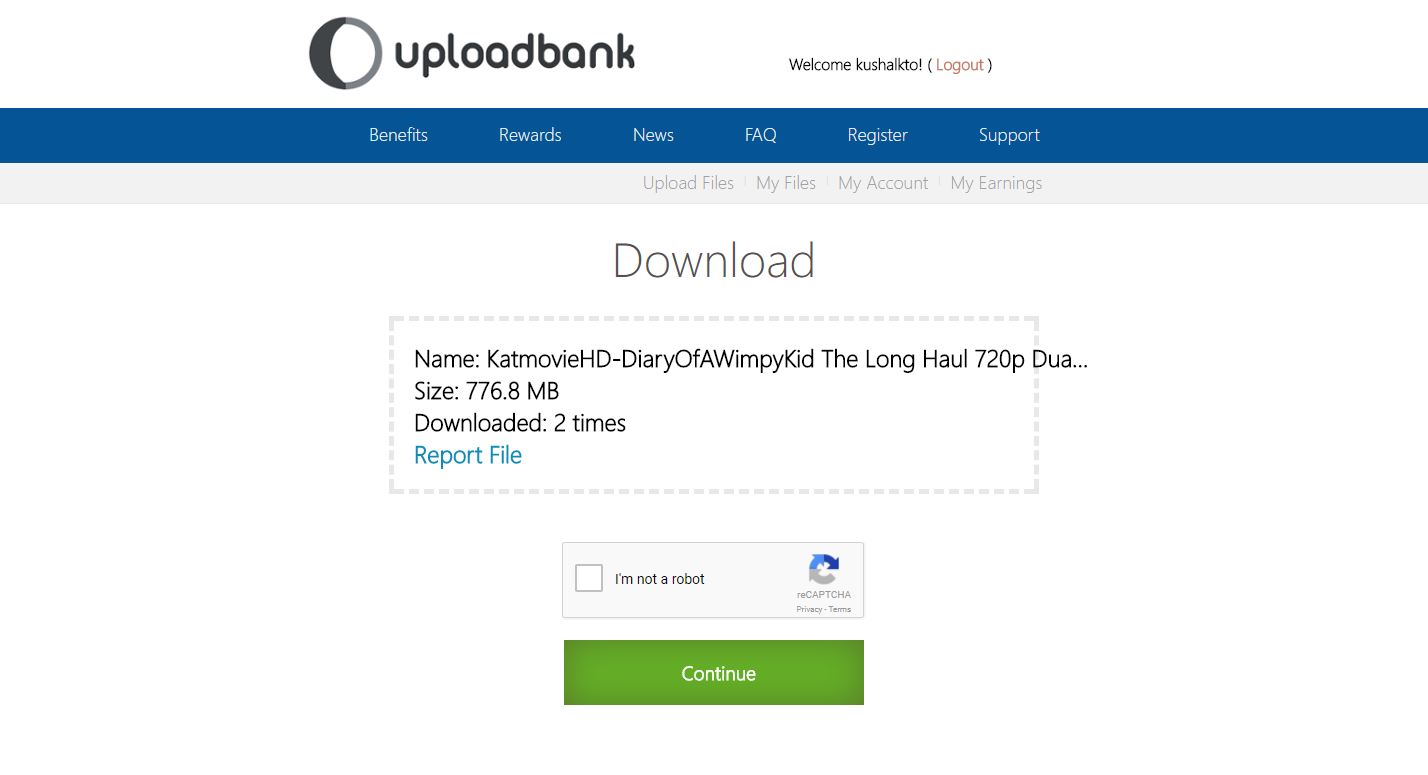 uploadbank
Welcome kushalkto! ( Logout )
Benefits Rewards News FAQ Register Support
Upload Files My Files My Account My Earnings
Download
Name: KatmovieHD-DiaryOfAWimpyKid The Long Haul 720p Dua...
Size: 776.8 MB
Downloaded: 2 times
Report File
I'm not a robot
reCAPTCHA
Privacy - Terms
Continue